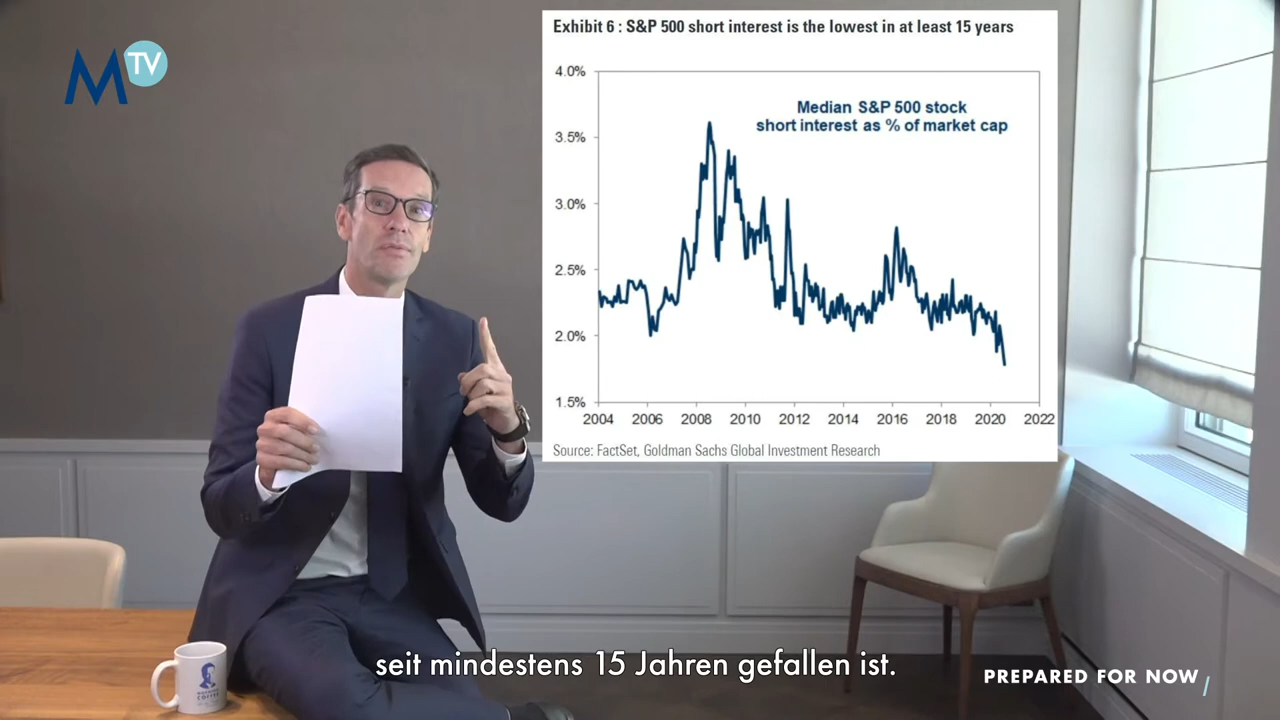 M TV
Exhibit 6 : S&P 500 short interest is the lowest in at least 15 years
4.0%
3.5%
3.0%
2.5%
2.0%
1.5%
Median S&P 500 stock
short interest as % of market cap
2004 2006 2008 2010 2012 2014 2016 2018 2020 2022
Source: FactSet, Goldman Sachs Global Investment Research
seit mindestens 15 Jahren gefallen ist.
PREPARED FOR NOW /